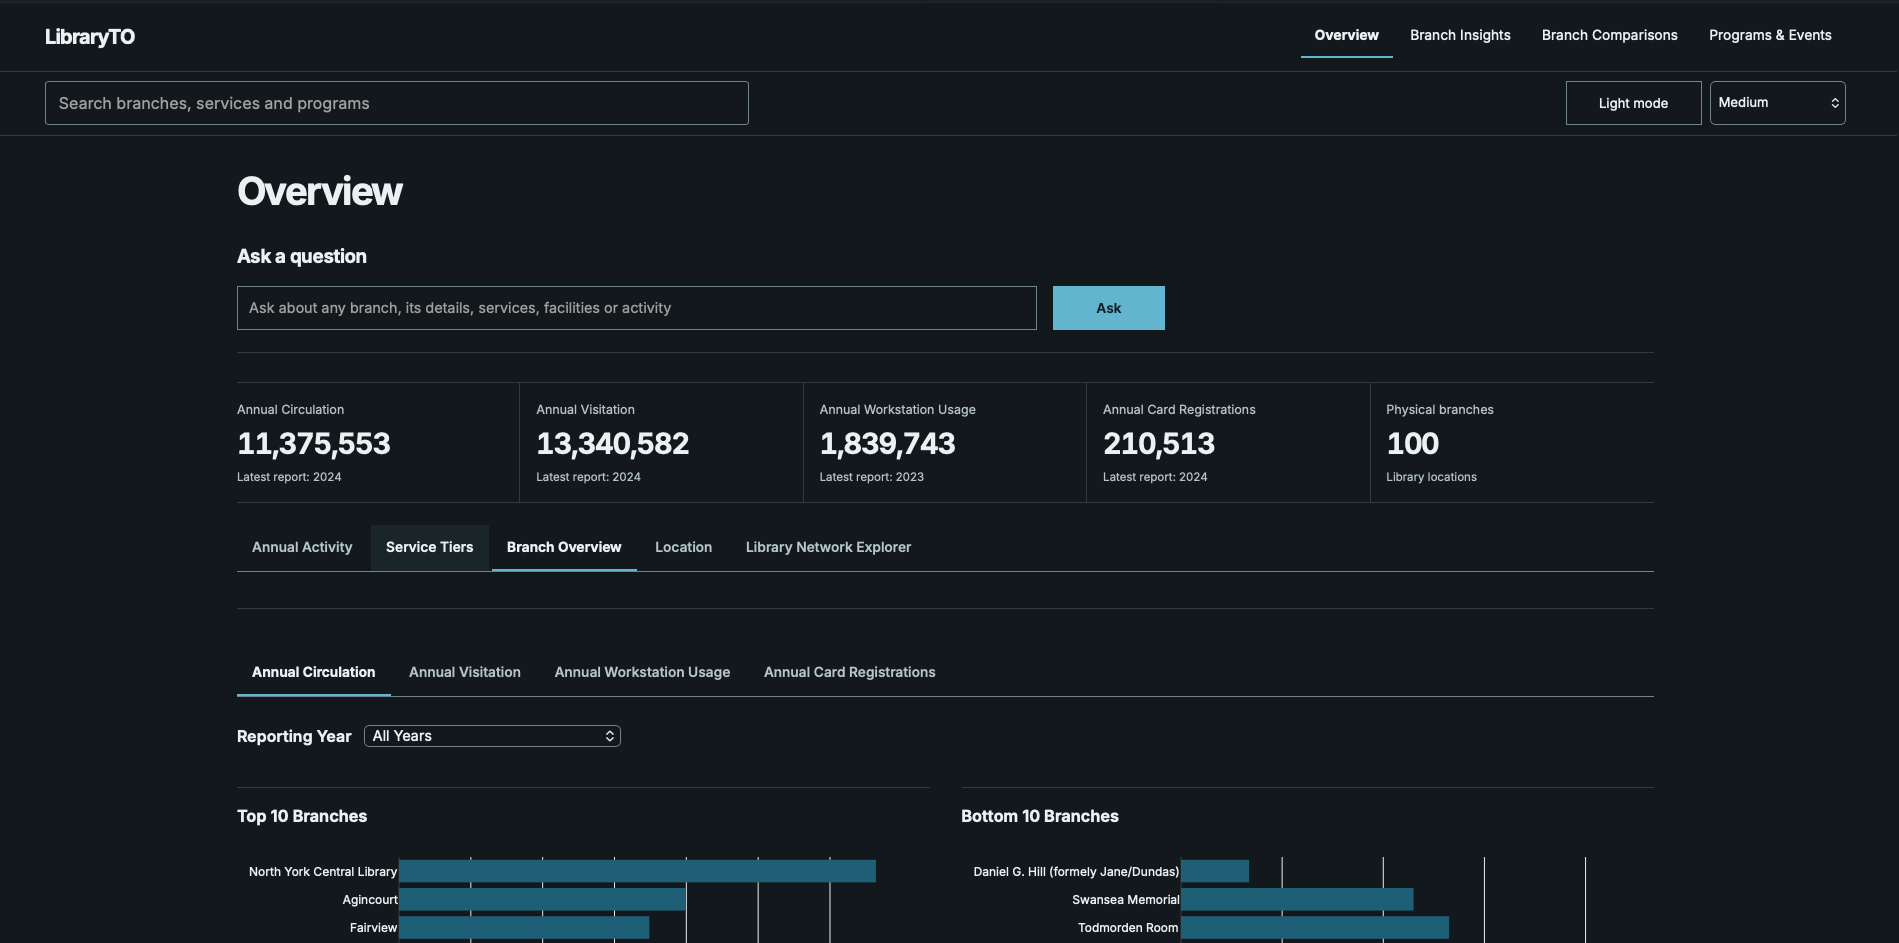 LibraryTO
Overview
Branch Insights
Branch Comparisons
Programs & Events
Search branches, services and programs
Light mode
Medium
Overview
Ask a question
Ask about any branch, its details, services, facilities or activity
Ask
Annual Circulation
11,375,553
Latest report: 2024
Annual Visitation
13,340,582
Latest report: 2024
Annual Workstation Usage
1,839,743
Latest report: 2023
Annual Card Registrations
210,513
Latest report: 2024
Physical branches
100
Library locations
Annual Activity
Service Tiers
Branch Overview
Location
Library Network Explorer
Annual Circulation
Annual Visitation
Annual Workstation Usage
Annual Card Registrations
Reporting Year
All Years
Top 10 Branches
North York Central Library
Agincourt
Fairview
Bottom 10 Branches
Daniel G. Hill (formely Jane/Dundas)
Swansea Memorial
Todmorden Room